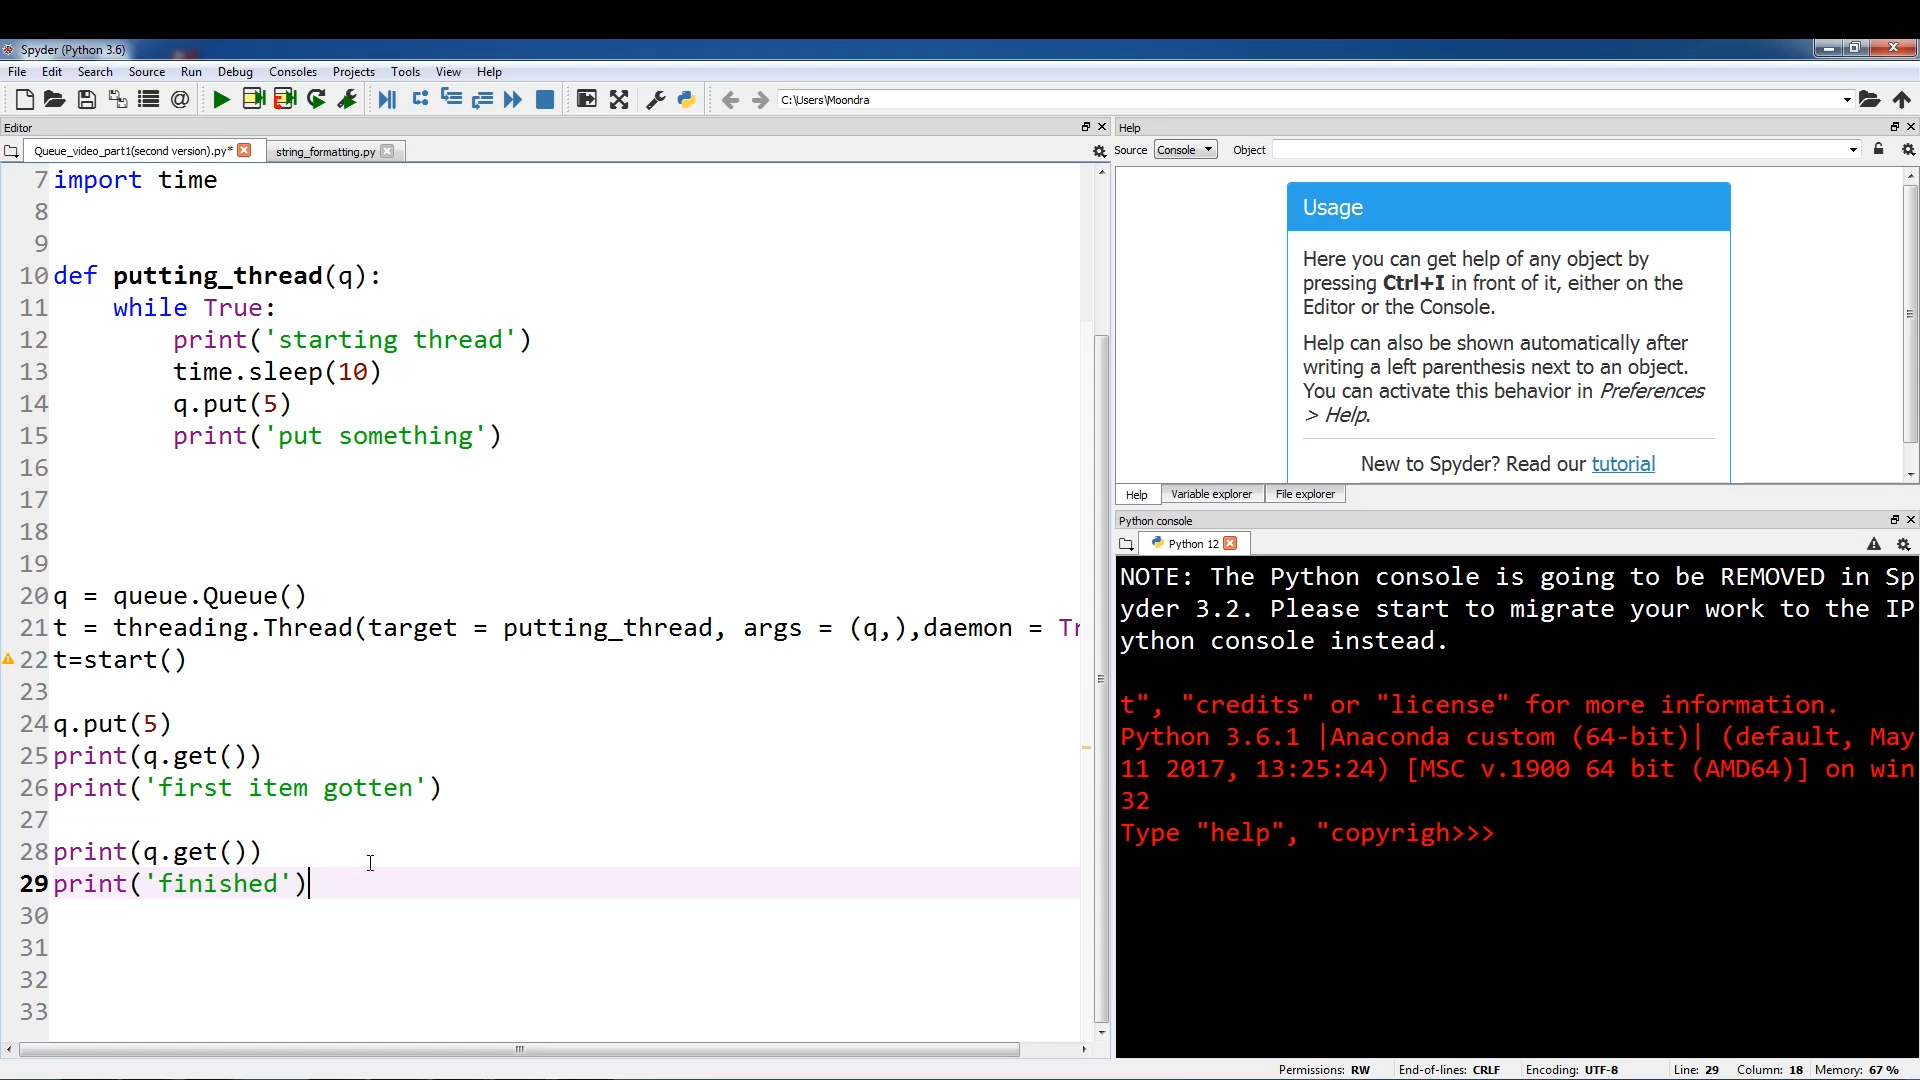 Spyder (Python 3.6)
File Edit Search Source Run Debug Consoles Projects Tools View Help
C:\Users\Moondra
Editor
Queue_video_part1(second version).py* string_formatting.py
7 import time
8
9
10 def putting_thread(q):
11 while True:
12 print('starting thread')
13 time.sleep(10)
14 q.put(5)
15 print('put something')
16
17
18
19
20 q = queue.Queue()
21 t = threading.Thread(target = putting_thread, args = (q,),daemon = Tr
22 t=start()
23
24 q.put(5)
25 print(q.get())
26 print('first item gotten')
27
28 print(q.get())
29 print('finished')
30
31
32
33
Help
Source Console Object
Usage
Here you can get help of any object by
pressing Ctrl+I in front of it, either on the
Editor or the Console.
Help can also be shown automatically after
writing a left parenthesis next to an object.
You can activate this behavior in Preferences
> Help.
New to Spyder? Read our tutorial
Help Variable explorer File explorer
Python console
Python 12
NOTE: The Python console is going to be REMOVED in Sp
yder 3.2. Please start to migrate your work to the IP
ython console instead.
t", "credits" or "license" for more information.
Python 3.6.1 |Anaconda custom (64-bit)| (default, May
11 2017, 13:25:24) [MSC v.1900 64 bit (AMD64)] on win
32
Type "help", "copyrigh>>>
Permissions: RW End-of-lines: CRLF Encoding: UTF-8 Line: 29 Column: 18 Memory: 67 %